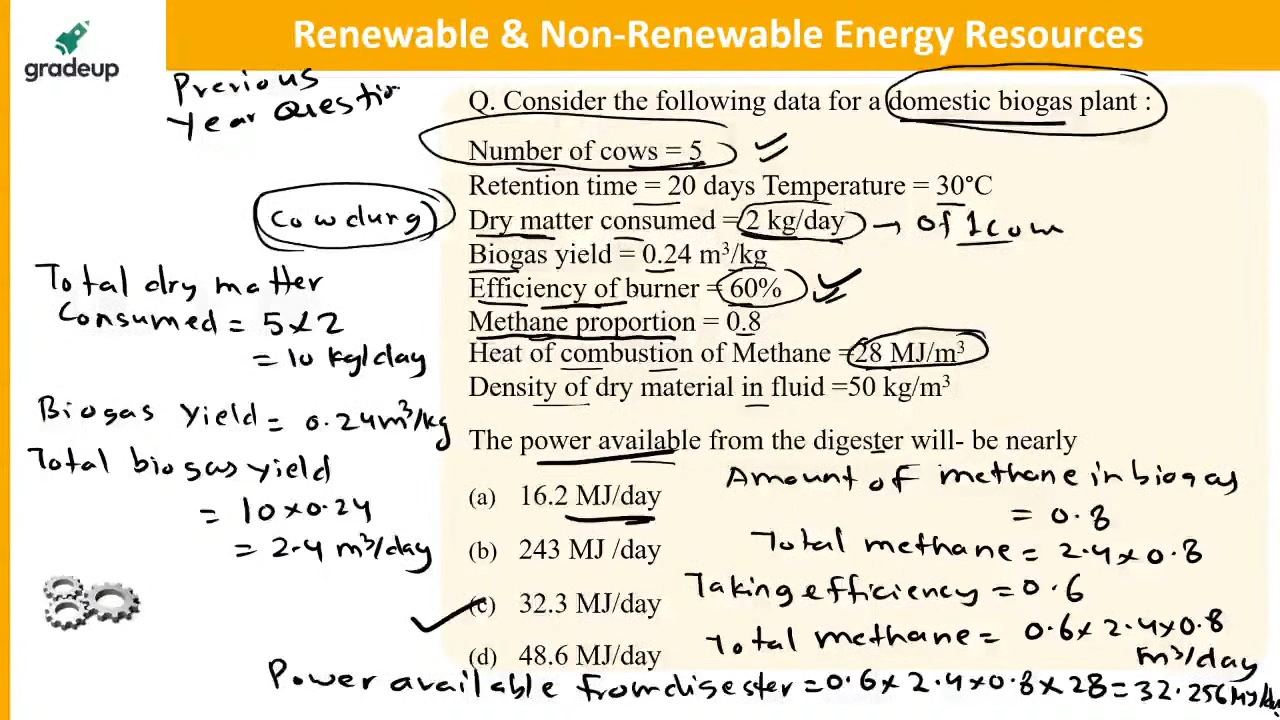 Renewable & Non-Renewable Energy Resources
gradeup
Previous
Year Question
Q. Consider the following data for a domestic biogas plant :
Number of cows = 5
Retention time = 20 days Temperature = 30°C
Cowdung
Dry matter consumed = 2 kg/day → of 1 cow
Biogas yield = 0.24 m³/kg
Efficiency of burner = 60%
Methane proportion = 0.8
Heat of combustion of Methane =28 MJ/m³
Density of dry material in fluid =50 kg/m³
The power available from the digester will- be nearly
(a) 16.2 MJ/day
(b) 243 MJ /day
(c) 32.3 MJ/day
(d) 48.6 MJ/day
Total dry matter
Consumed = 5×2
= 10 kg/day
Biogas Yield = 0.24m³/kg
Total biogas yield
= 10×0.24
= 2.4 m³/day
Amount of methane in biogas
= 0.8
Total methane = 2.4×0.8
Taking efficiency = 0.6
Total methane = 0.6×2.4×0.8
m³/day
Power available from disester = 0.6×2.4×0.8×28 = 32.256